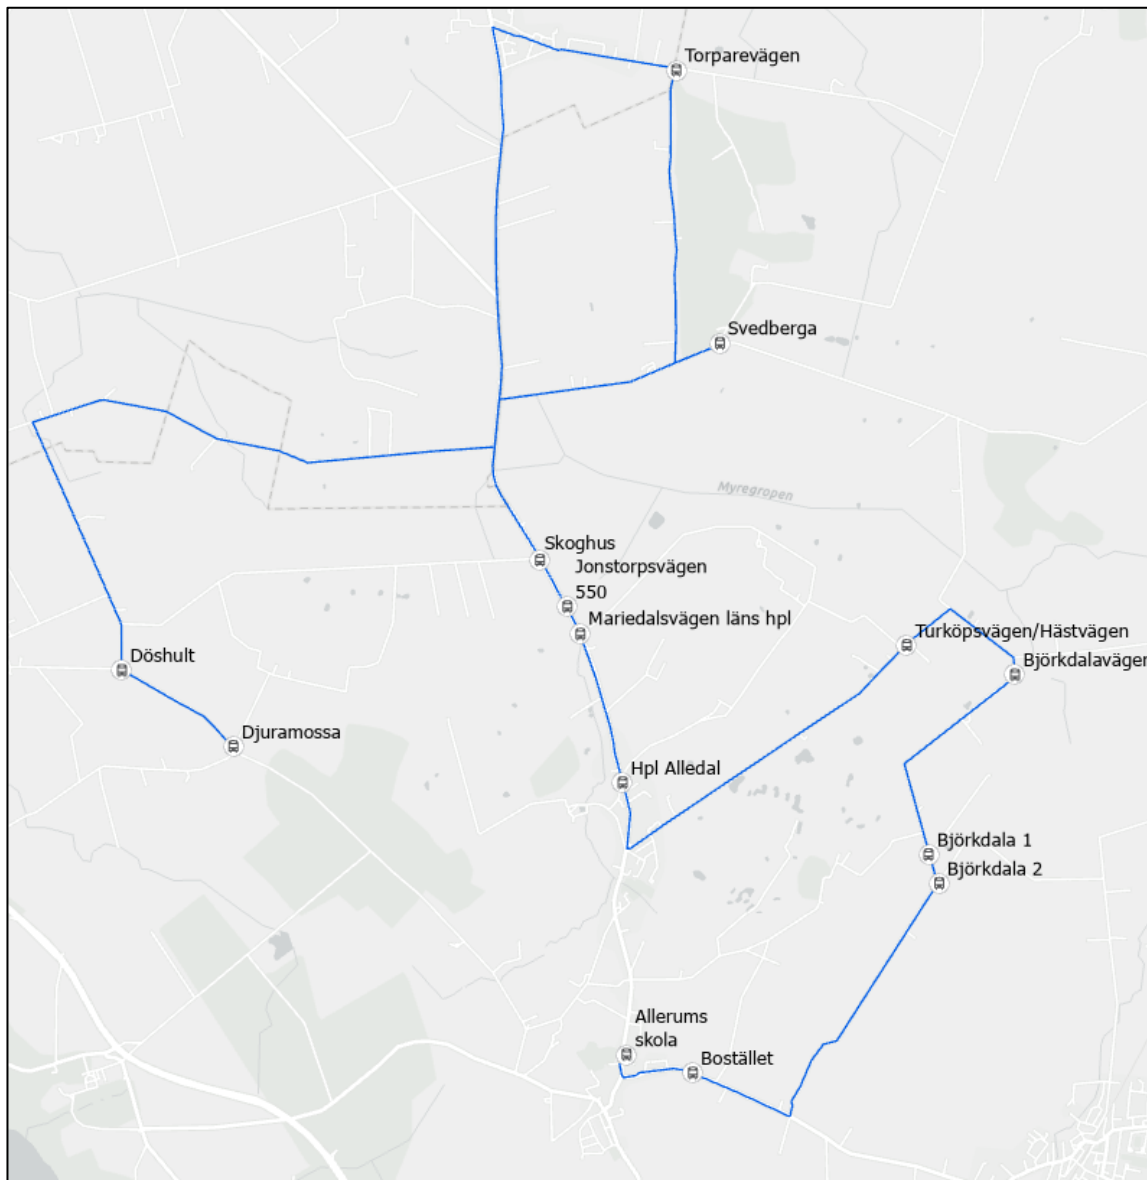 Torparevägen
Svedberga
Myregropen
Skoghus
Jonstorpsvägen
550
Mariedalsvägen läns hpl
Turköpsvägen/Hästvägen
Döshult
Björkdalavägen
Djuramossa
Hpl Alledal
Björkdala 1
Björkdala 2
Allerums
skola
Bostället